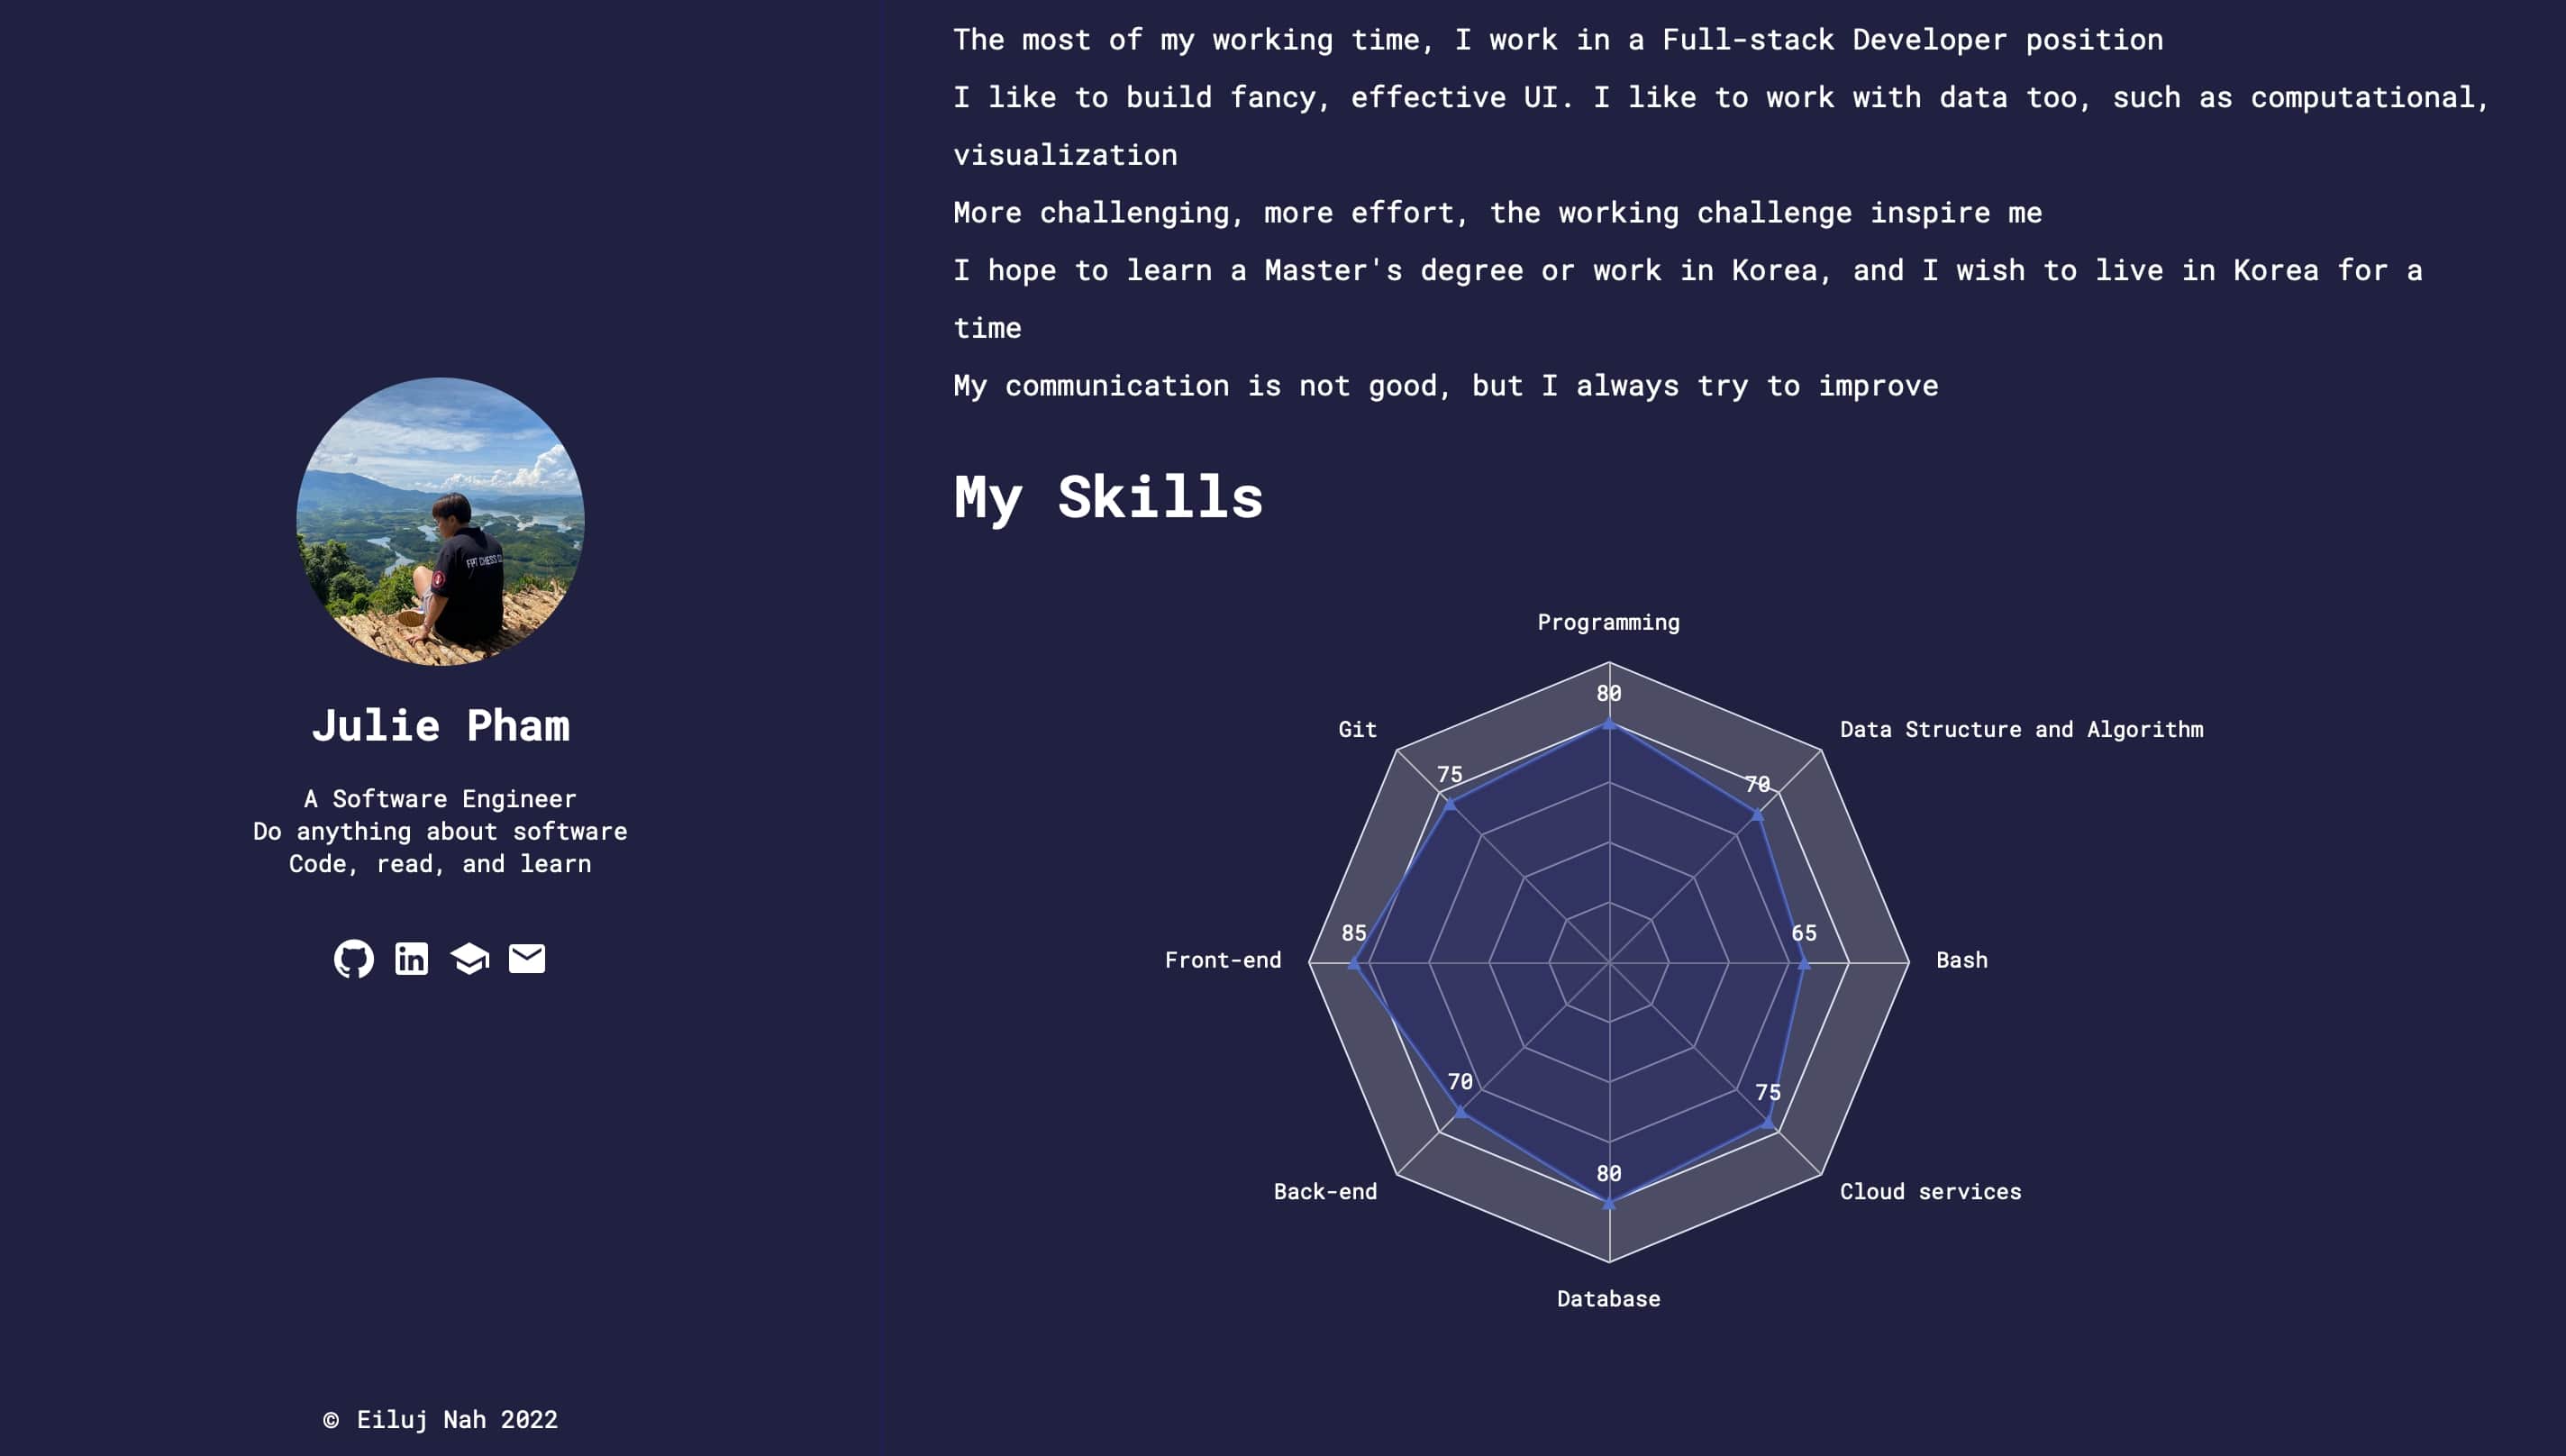 The most of my working time, I work in a Full-stack Developer position
I like to build fancy, effective UI. I like to work with data too, such as computational,
visualization
More challenging, more effort, the working challenge inspire me
I hope to learn a Master's degree or work in Korea, and I wish to live in Korea for a
time
My communication is not good, but I always try to improve
FPT CHESS
Julie Pham
A Software Engineer
Do anything about software
Code, read, and learn
in
© Eiluj Nah 2022
My Skills
Programming
80
Git
75
Data Structure and Algorithm
70
Front-end
85
Bash
65
Back-end
70
Cloud services
75
Database
80